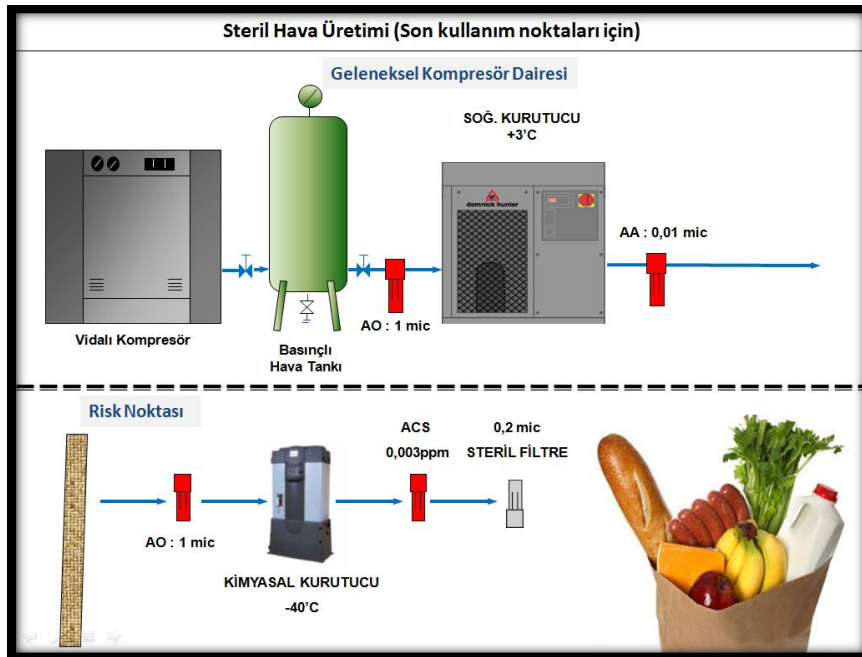 Steril Hava Üretimi (Son kullanım noktaları için)
Geleneksel Kompresör Dairesi
SOĞ. KURUTUCU
+3'C
domnick hunter
AA : 0,01 mic
AO : 1 mic
Vidalı Kompresör
Basınçlı
Hava Tankı
Risk Noktası
ACS
0,003ppm
0,2 mic
STERİL FİLTRE
AO : 1 mic
KİMYASAL KURUTUCU
-40'C